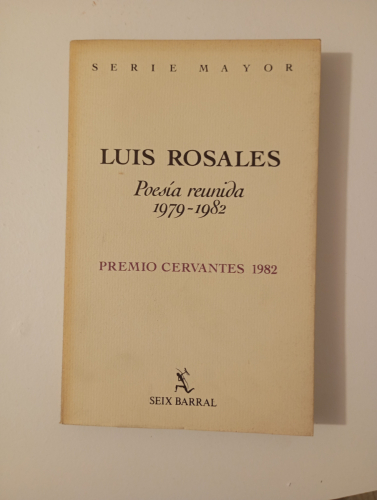 SERIE MAYOR
LUIS ROSALES
Poesía reunida
1979-1982
PREMIO CERVANTES 1982
SEIX BARRAL